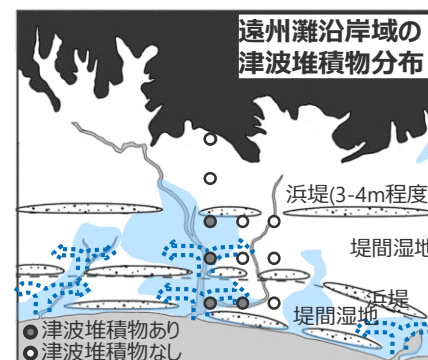 遠州灘沿岸域の
津波堆積物分布
浜堤(3-4m程度
堤間湿地
浜堤
堤間湿地
津波堆積物あり
津波堆積物なし